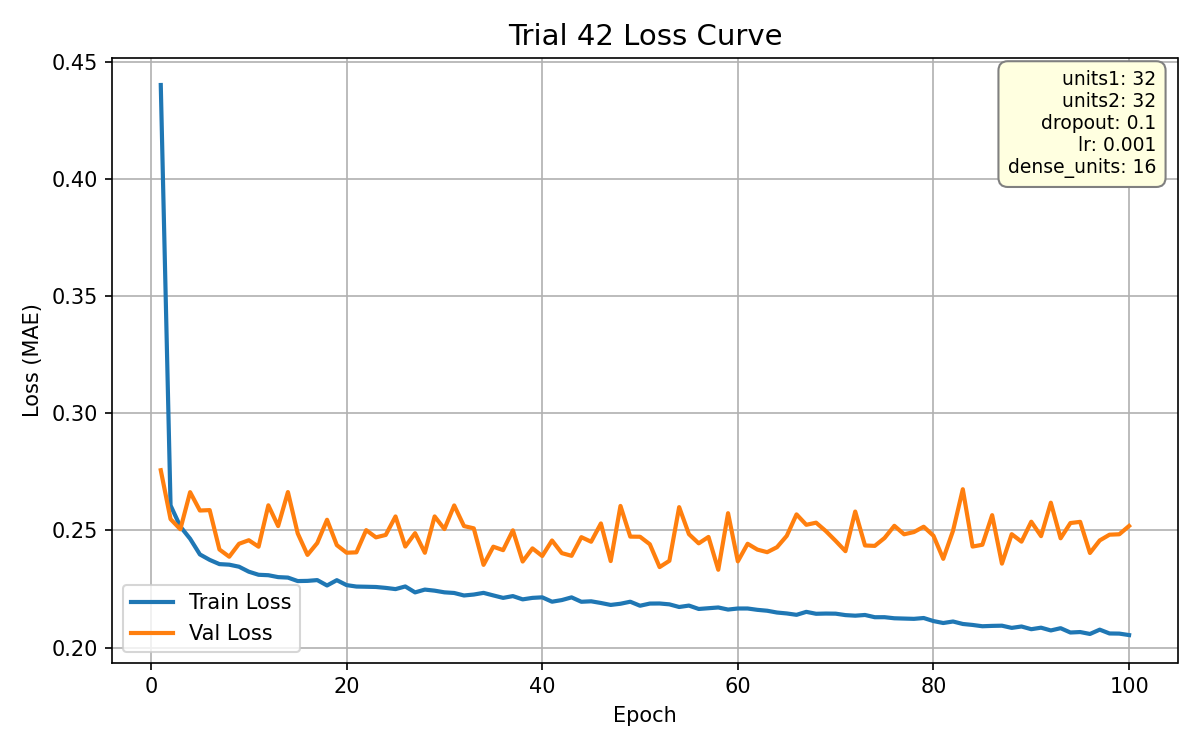 Trial 42 Loss Curve
units1: 32
units2: 32
dropout: 0.1
lr: 0.001
dense_units: 16
Loss (MAE)
0.45
0.40
0.35
0.30
0.25
0.20
Train Loss
Val Loss
0 20 40 60 80 100
Epoch